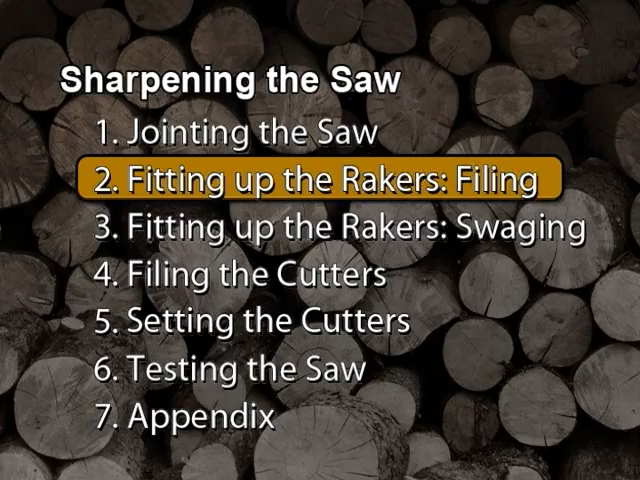 Sharpening the Saw
1. Jointing the Saw
2. Fitting up the Rakers: Filing
3. Fitting up the Rakers: Swaging
4. Filing the Cutters
5. Setting the Cutters
6. Testing the Saw
7. Appendix